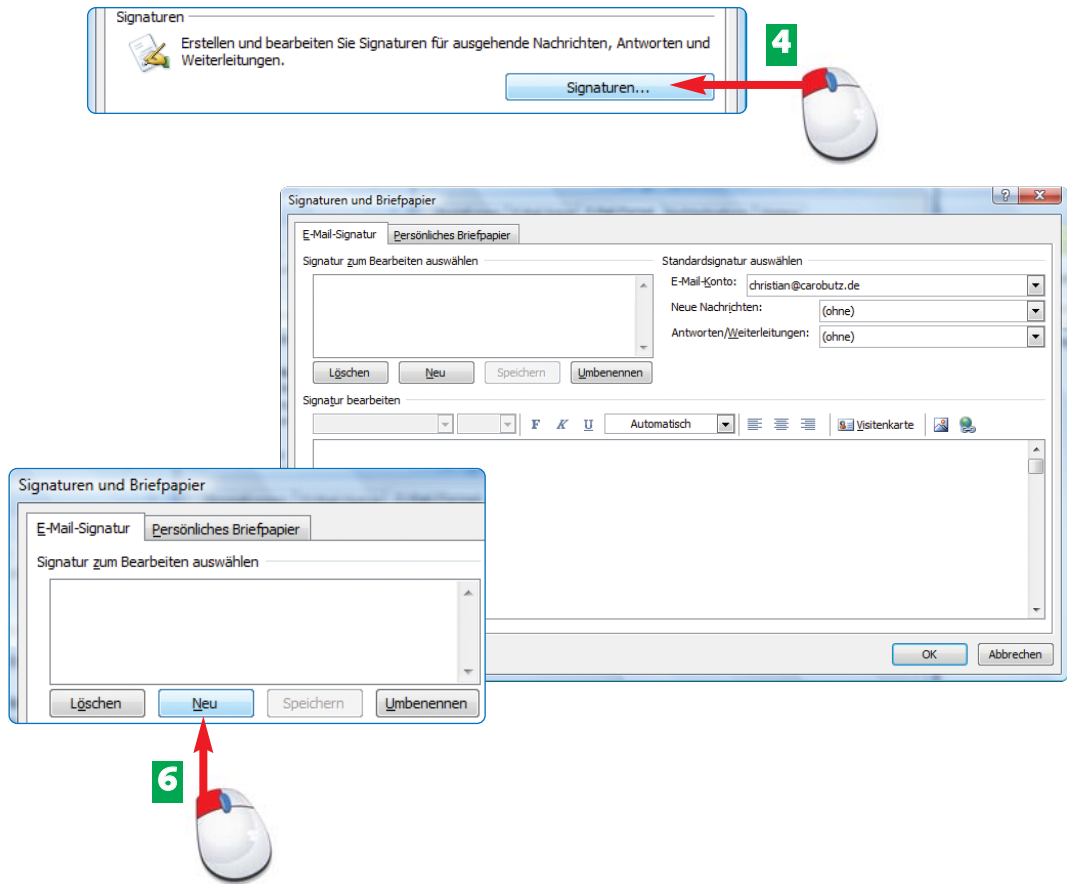 Signaturen
Erstellen und bearbeiten Sie Signaturen für ausgehende Nachrichten, Antworten und
Weiterleitungen.
Signaturen...
4
Signaturen und Briefpapier
?
E-Mail-Signatur Persönliches Briefpapier
Signatur zum Bearbeiten auswählen
Löschen Neu Speichern Umbenennen
Standardsignatur auswählen
E-Mail-Konto: christian@carobutz.de
Neue Nachrichten: (ohne)
Antworten/Weiterleitungen: (ohne)
Signatur bearbeiten
F K U Automatisch Visitenkarte
OK Abbrechen
Signaturen und Briefpapier
E-Mail-Signatur Persönliches Briefpapier
Signatur zum Bearbeiten auswählen
Löschen Neu Speichern Umbenennen
6